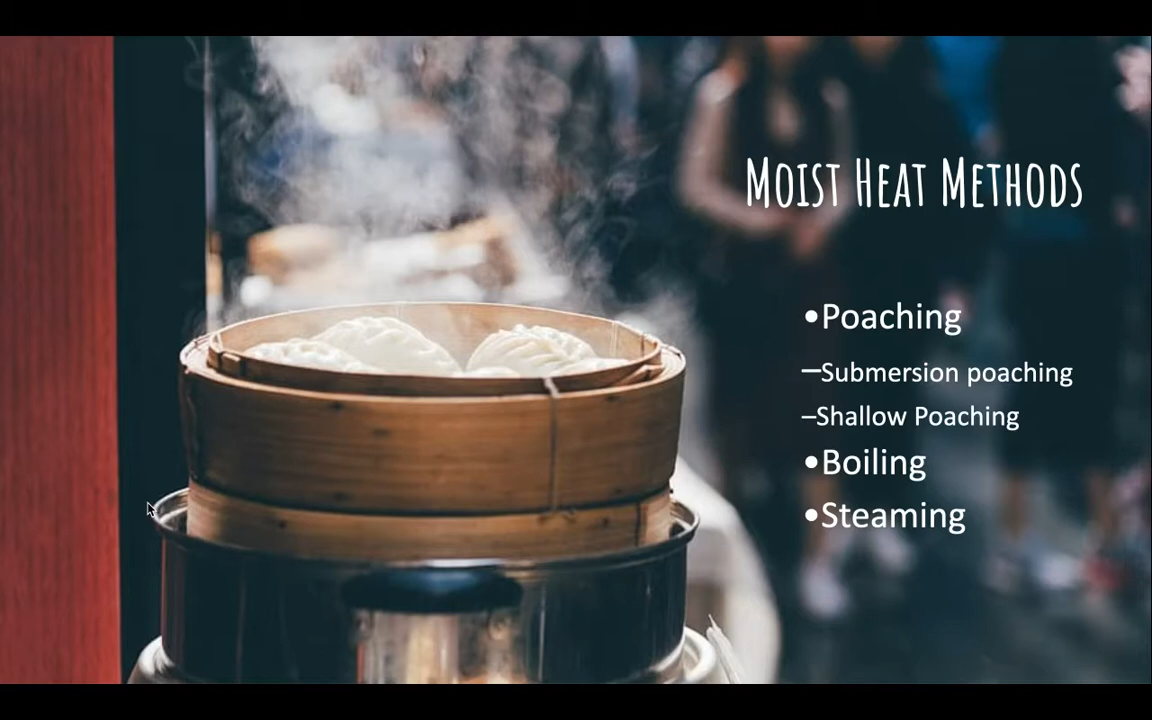 Moist Heat Methods
•Poaching
–Submersion poaching
–Shallow Poaching
•Boiling
•Steaming